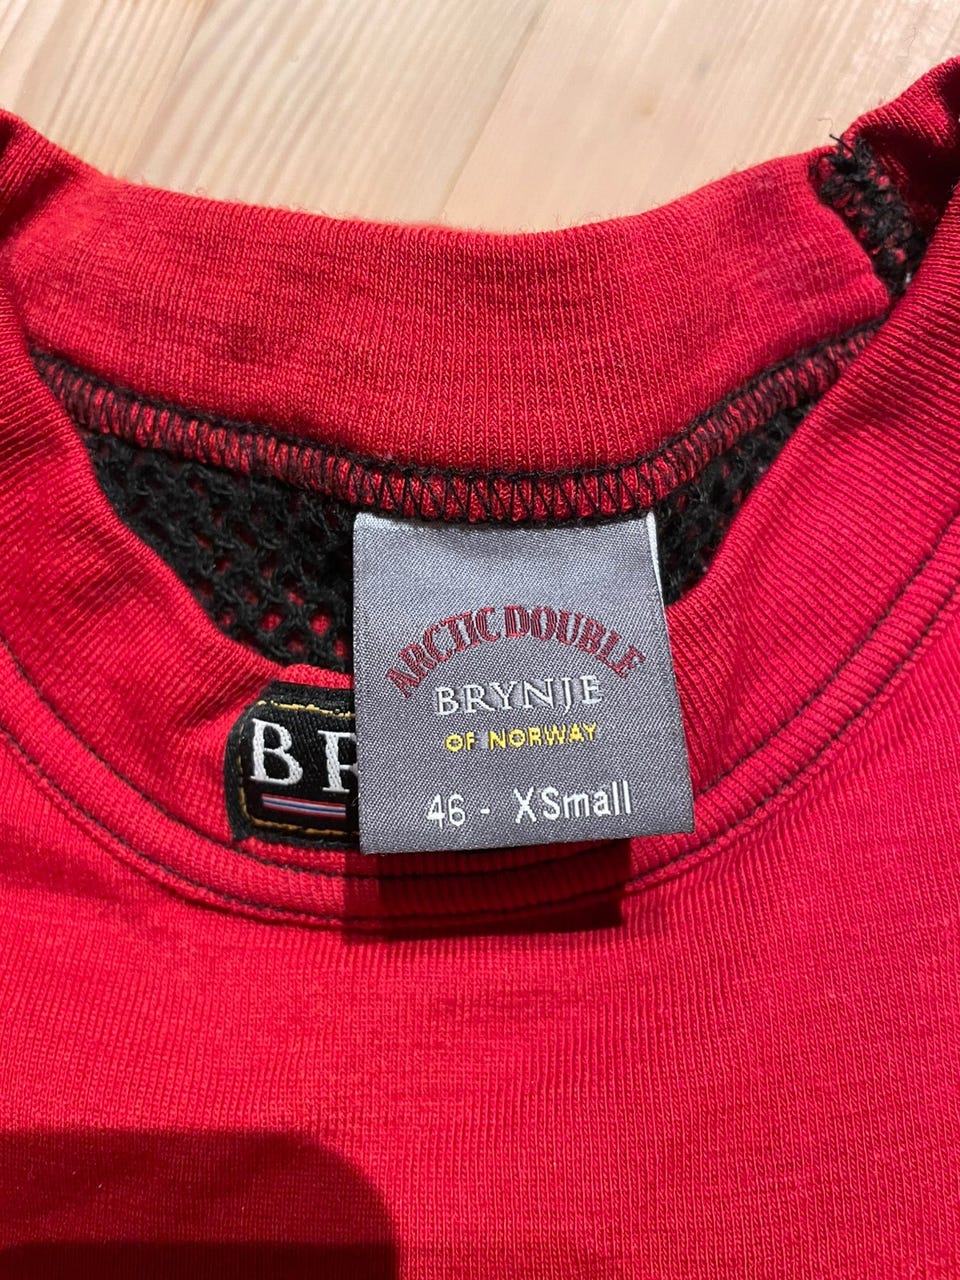 ARCTIC DOUBLE
BRYNJE
OF NORWAY
46 - XSmall
BR